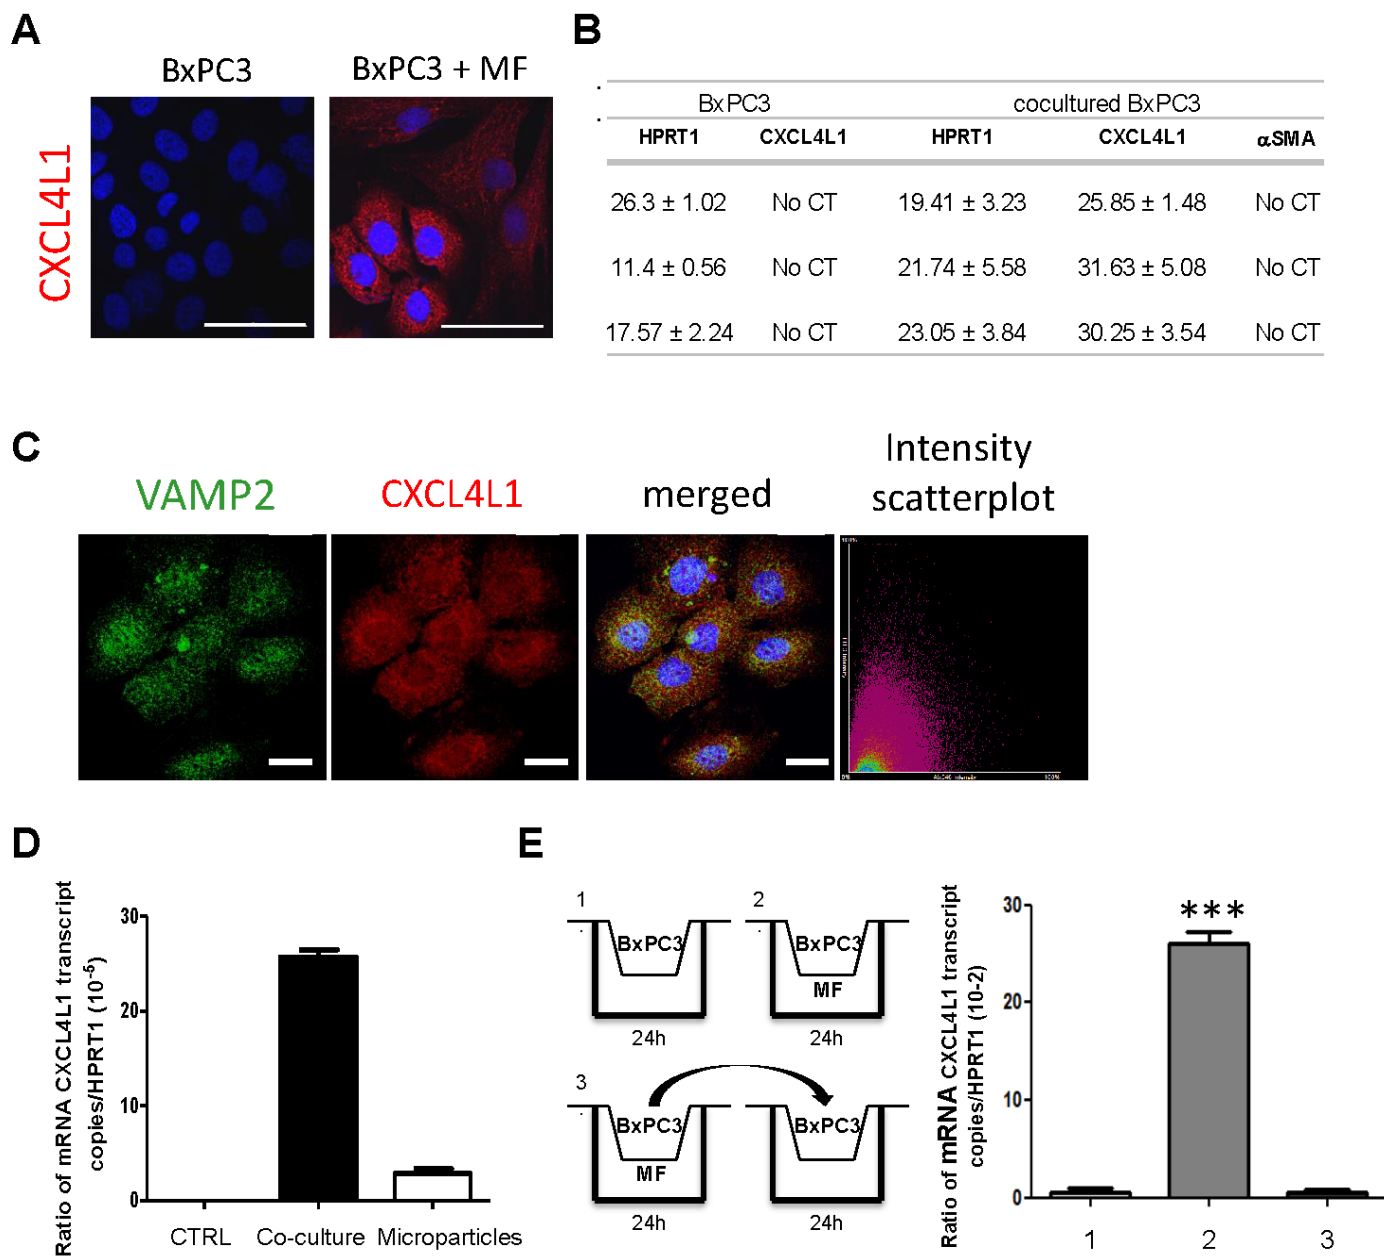 A
BxPC3
BxPC3 + MF
CXCL4L1
B
BxPC3 cocultured BxPC3
HPRT1 CXCL4L1 HPRT1 CXCL4L1 αSMA
26.3 ± 1.02 No CT 19.41 ± 3.23 25.85 ± 1.48 No CT
11.4 ± 0.56 No CT 21.74 ± 5.58 31.63 ± 5.08 No CT
17.57 ± 2.24 No CT 23.05 ± 3.84 30.25 ± 3.54 No CT
C
VAMP2
CXCL4L1
merged
Intensity
scatterplot
100%
0%
100%
D
Ratio of mRNA CXCL4L1 transcript
copies/HPRT1 (10⁻⁵)
30
20
10
0
CTRL Co-culture Microparticles
E
1
BxPC3
24h
2
BxPC3
MF
24h
3
BxPC3
MF
24h
BxPC3
24h
Ratio of mRNA CXCL4L1 transcript
copies/HPRT1 (10-2)
30
20
10
0
***
1 2 3